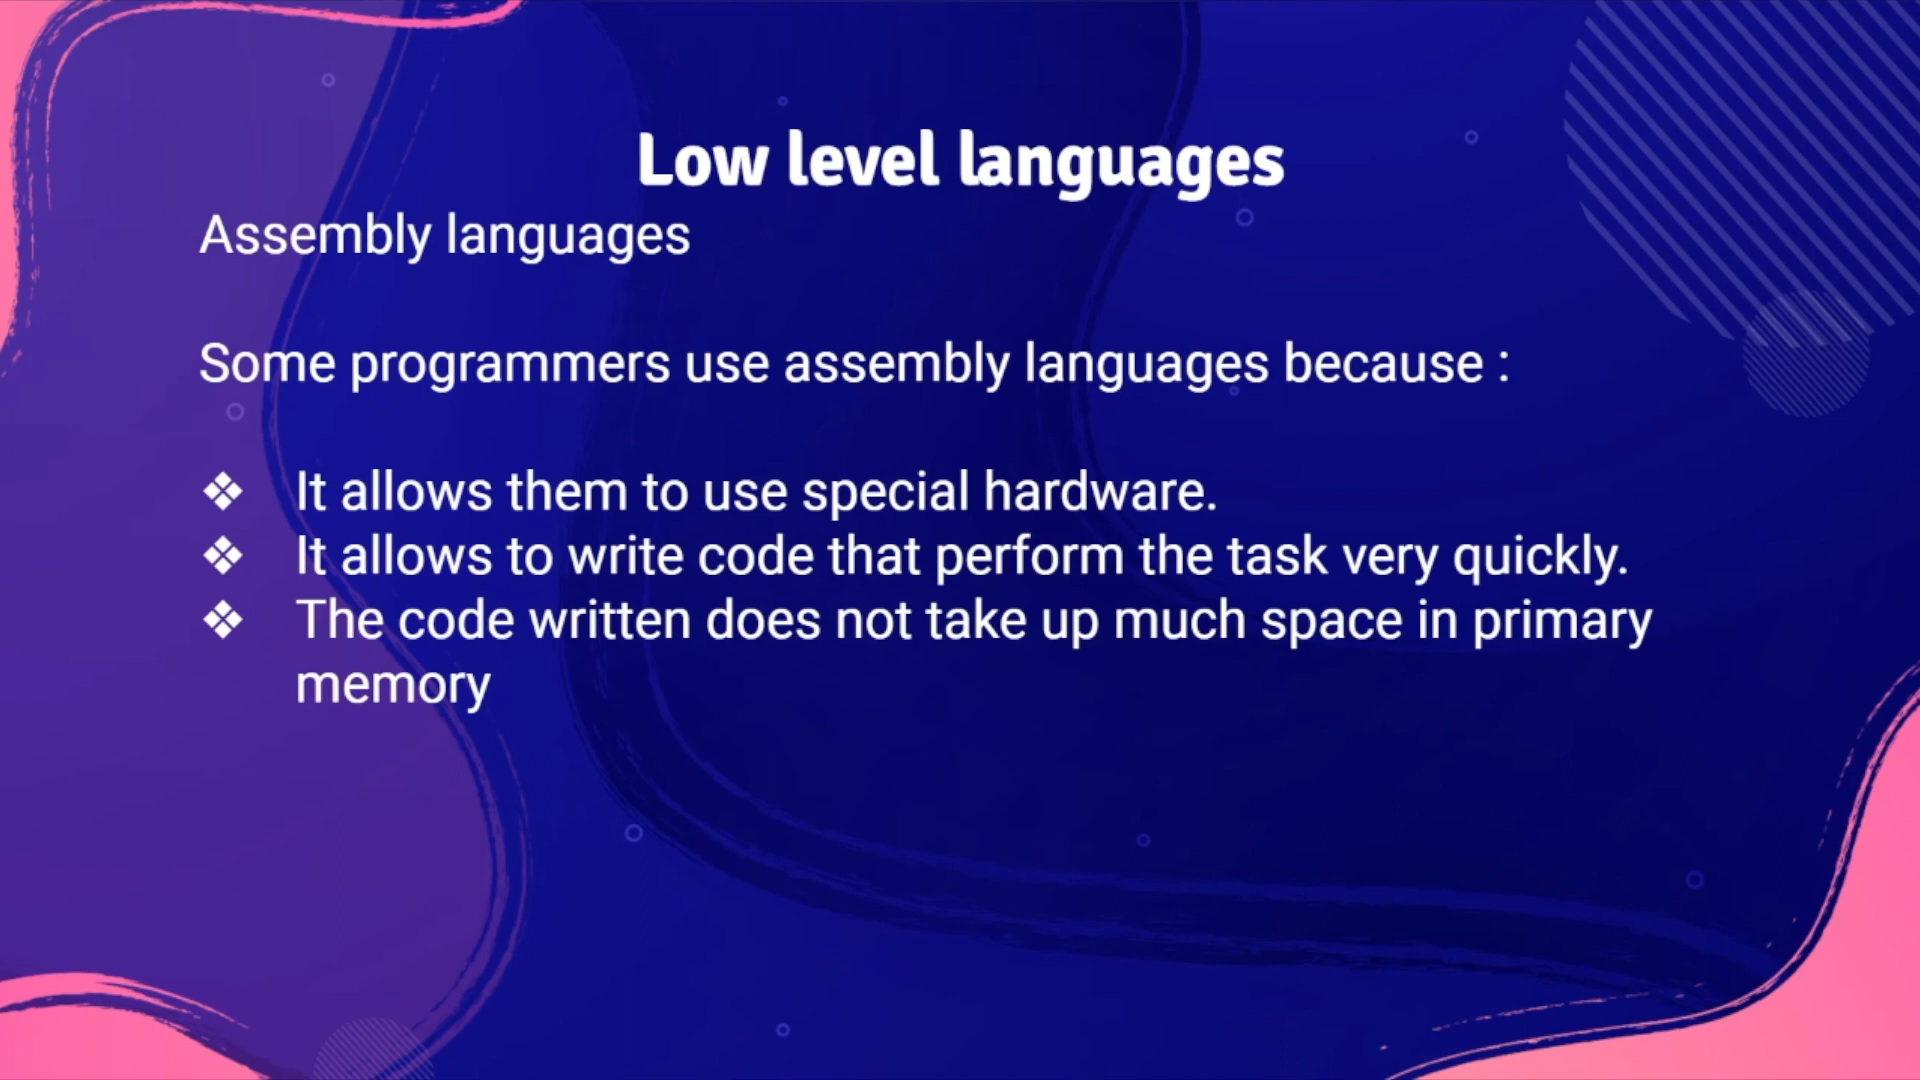 Low level languages
Assembly languages
Some programmers use assembly languages because :
❖ It allows them to use special hardware.
❖ It allows to write code that perform the task very quickly.
❖ The code written does not take up much space in primary
memory